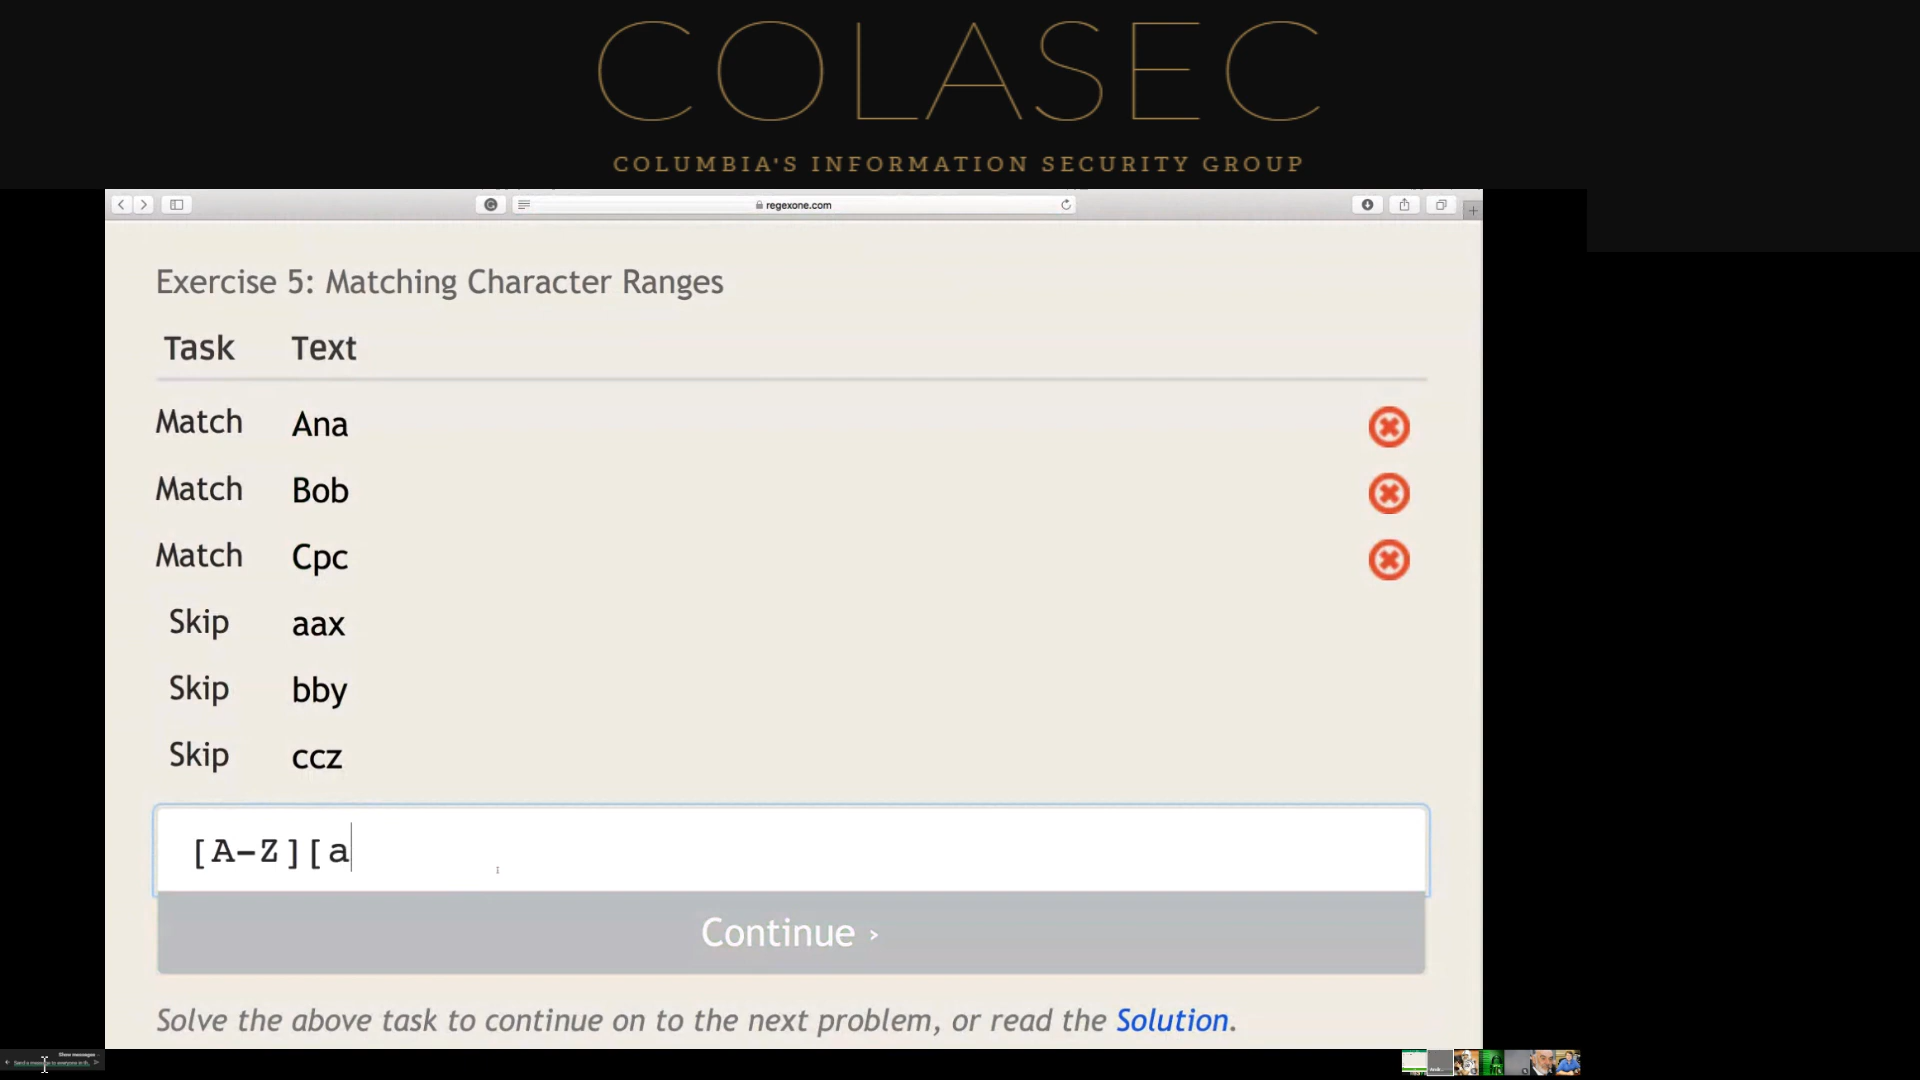 COLASEC
COLUMBIA'S INFORMATION SECURITY GROUP
regexone.com
Exercise 5: Matching Character Ranges
Task Text
Match Ana
Match Bob
Match Cpc
Skip aax
Skip bby
Skip ccz
[A-Z][a
Continue ›
Solve the above task to continue on to the next problem, or read the Solution.
Show messages